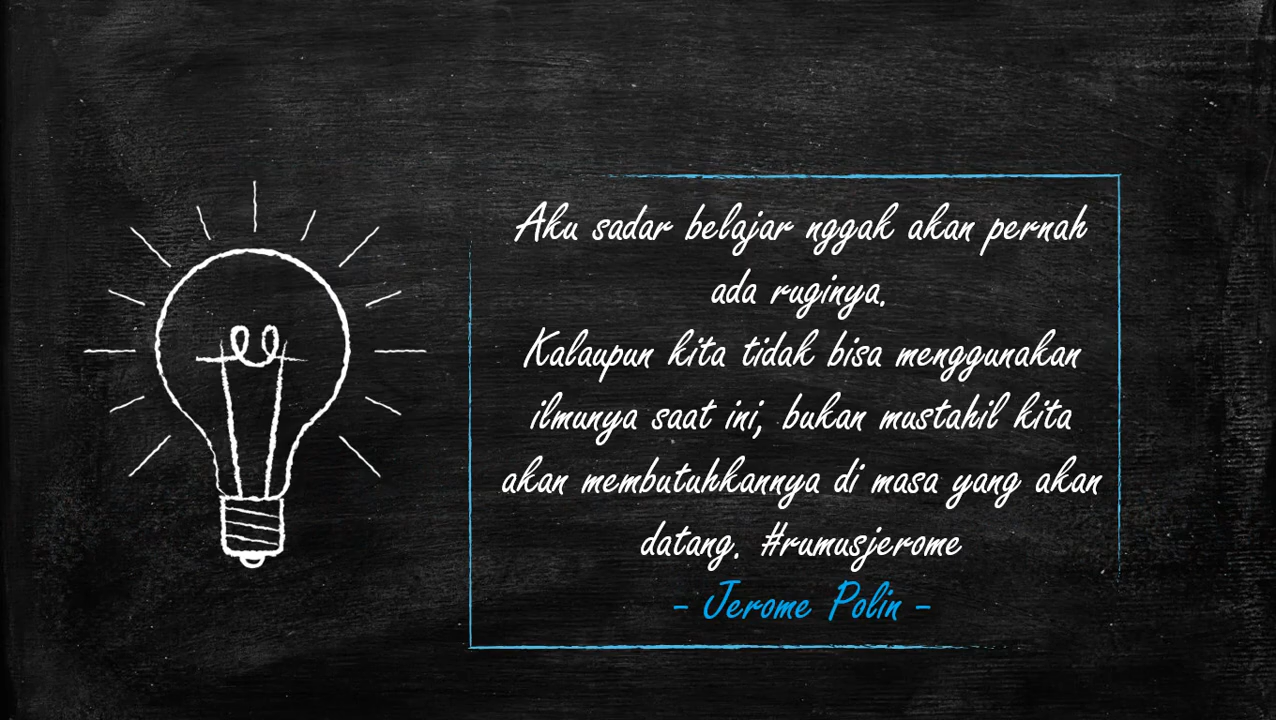 Aku sadar belajar nggak akan pernah
ada ruginya.
Kalaupun kita tidak bisa menggunakan
ilmunya saat ini, bukan mustahil kita
akan membutuhkannya di masa yang akan
datang. #rumusjerome
- Jerome Polin -